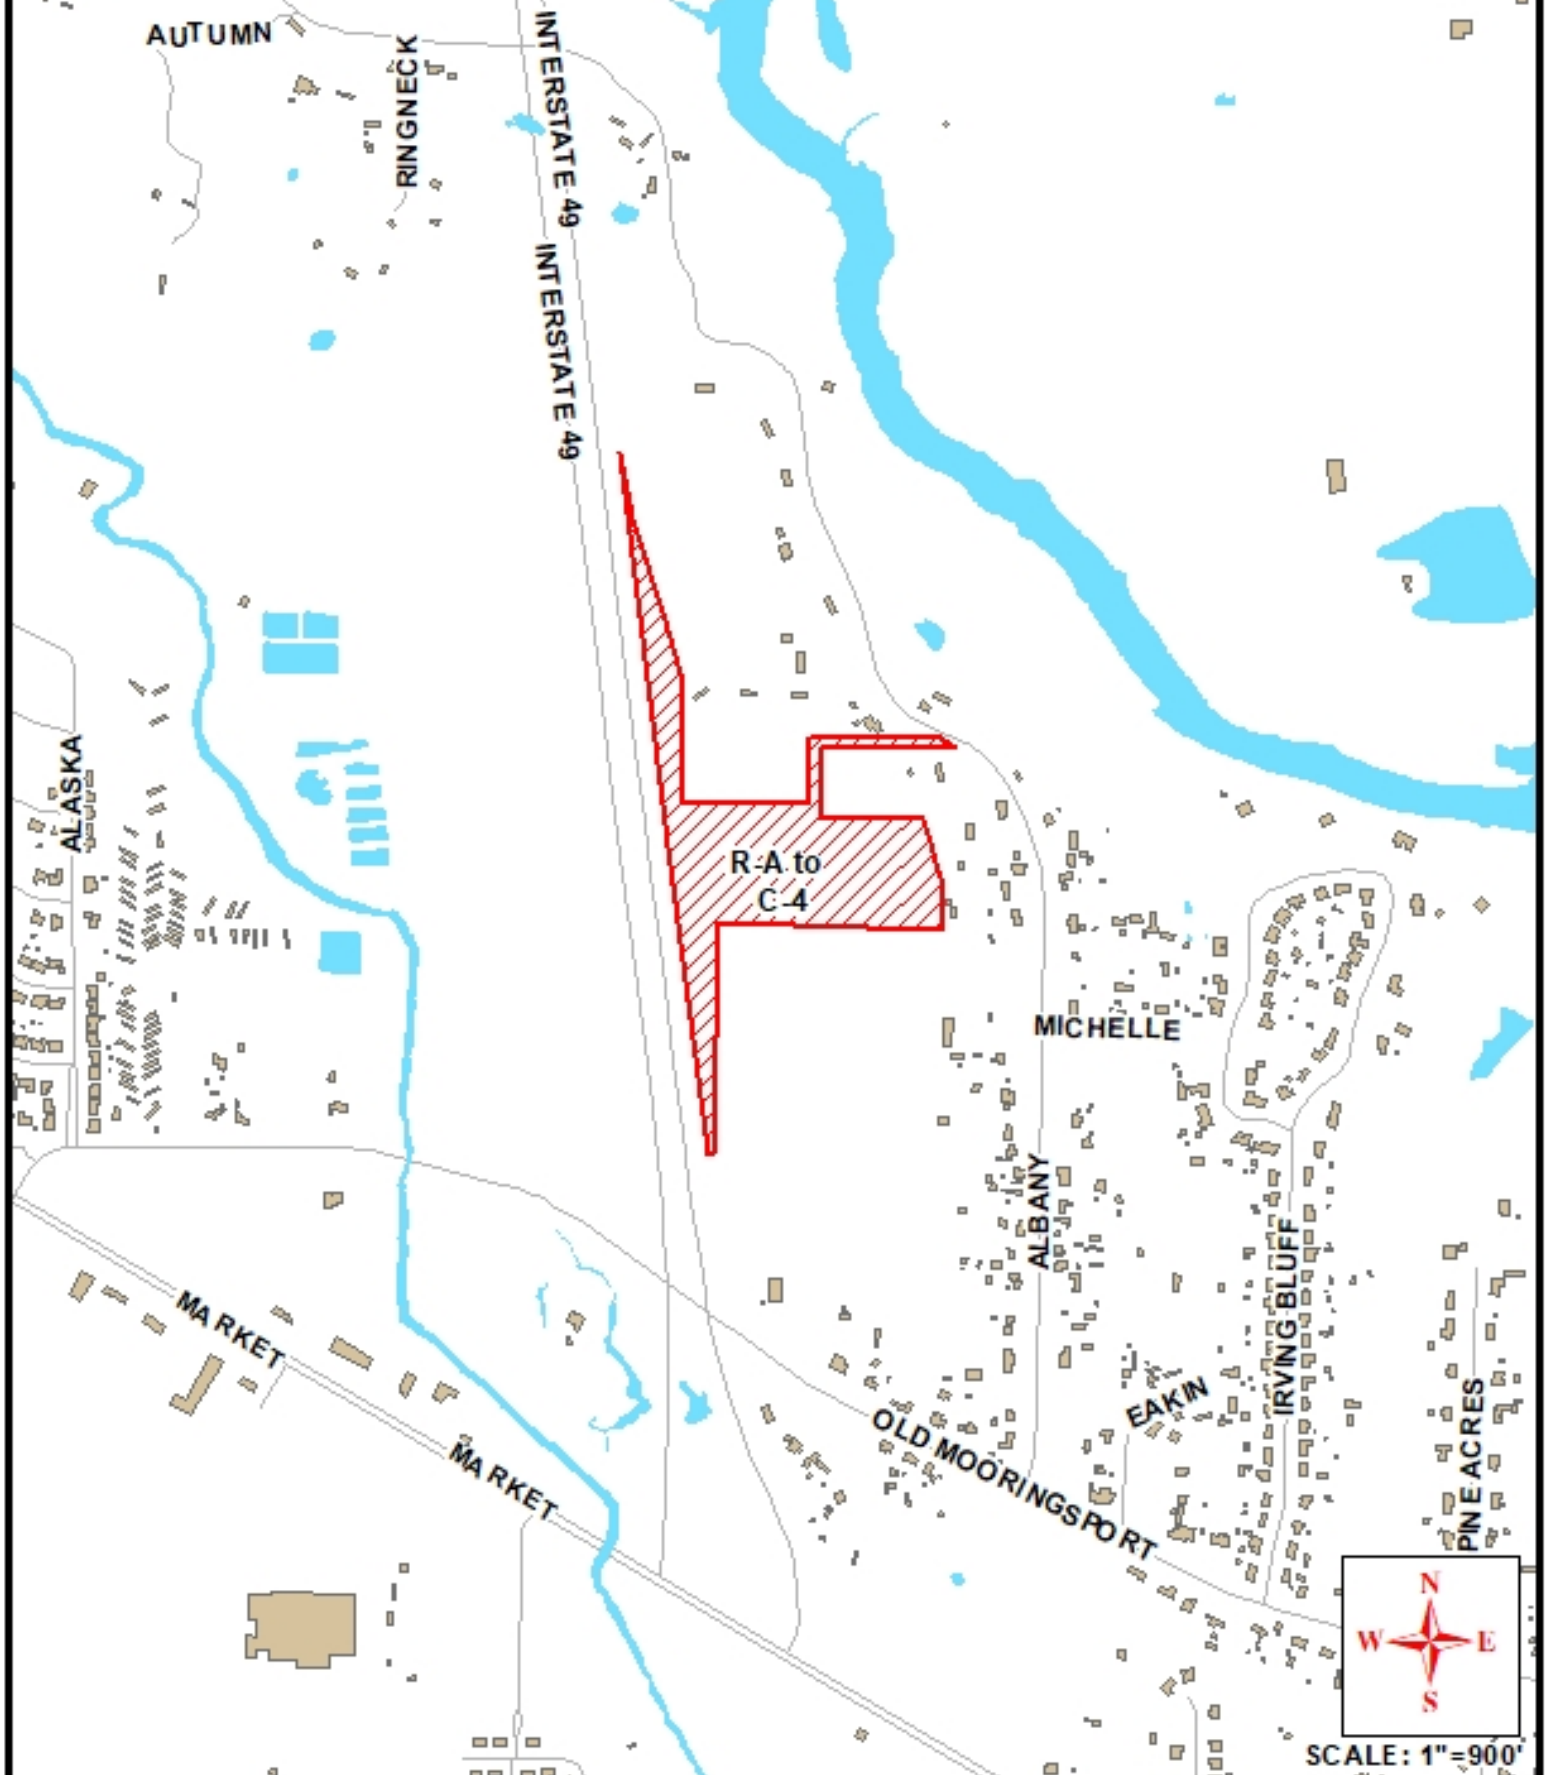 AUTUMN
RINGNECK
INTERSTATE 49
INTERSTATE 49
ALASKA
R-A to
C-4
MICHELLE
ALBANY
IRVING BLUFF
MARKET
EAKIN
PINE ACRES
OLD MOORINGSPORT
MARKET
N
W E
S
SCALE: 1"=900'